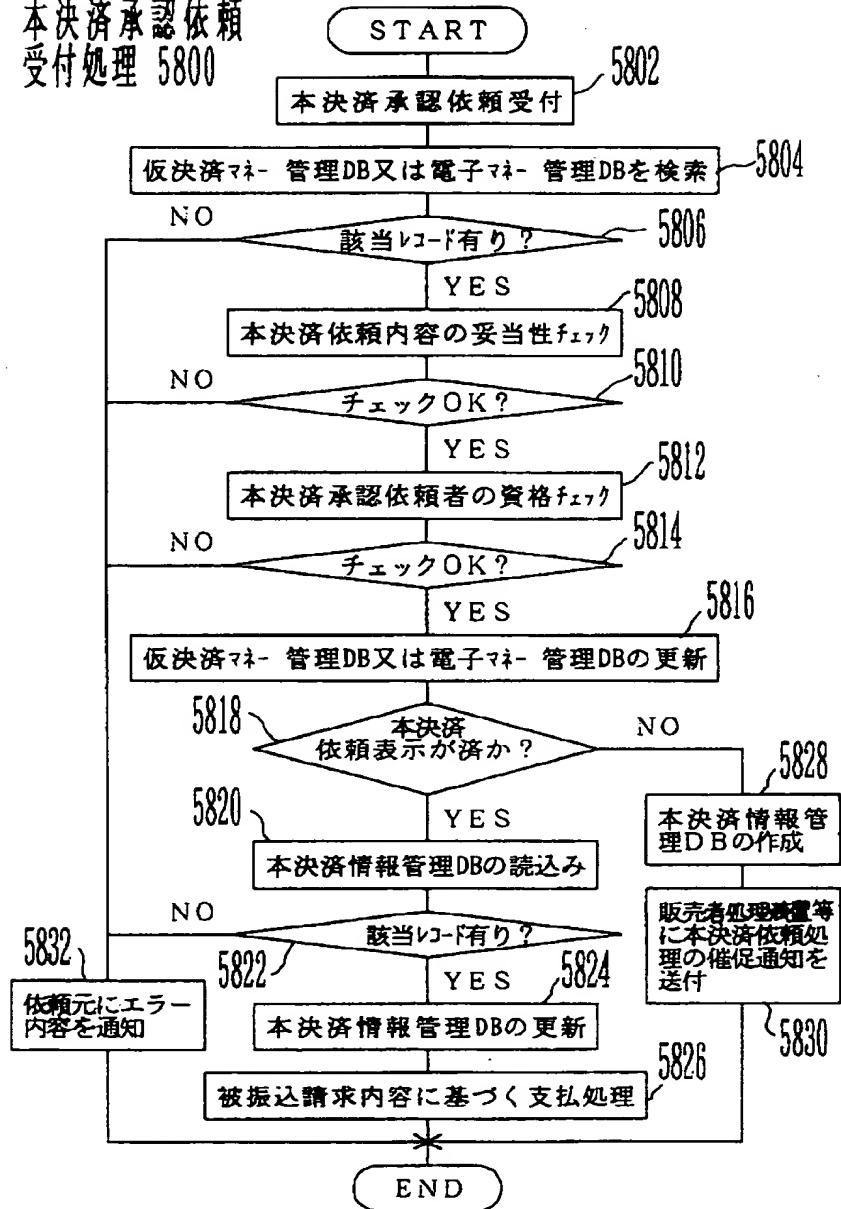 本決済承認依頼
受付処理 5800
START
5802
本決済承認依頼受付
5804
仮決済マネー管理DB又は電子マネー管理DBを検索
NO
5806
該当レコード有り？
YES
5808
本決済依頼内容の妥当性チェック
NO
5810
チェックOK？
YES
5812
本決済承認依頼者の資格チェック
NO
5814
チェックOK？
YES
5816
仮決済マネー管理DB又は電子マネー管理DBの更新
5818
本決済
依頼表示が済か？
NO
5828
本決済情報管
理DBの作成
5820
YES
本決済情報管理DBの読込み
販売者処理装置等
に本決済依頼処
理の催促通知を
送付
5830
NO
該当レコード有り？
5822
YES
5832
依頼元にエラー
内容を通知
5824
本決済情報管理DBの更新
5826
被振込請求内容に基づく支払処理
END